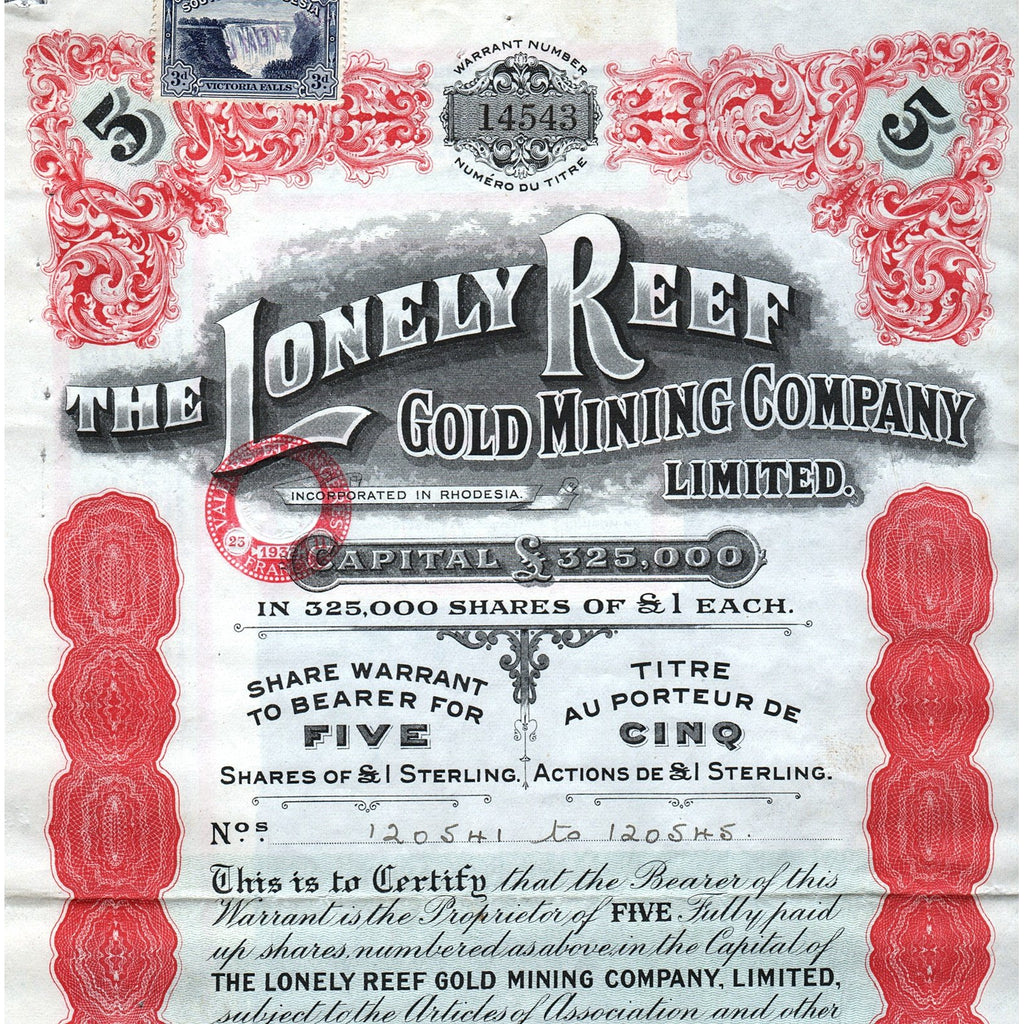 3d VICTORIA FALLS 3d
5
WARRANT NUMBER
14543
NUMÉRO DU TITRE
5
THE LONELY REEF
GOLD MINING COMPANY
LIMITED.
INCORPORATED IN RHODESIA.
23
FRAN
CAPITAL £325,000
IN 325,000 SHARES OF £1 EACH.
SHARE WARRANT
TO BEARER FOR
FIVE
SHARES OF £1 STERLING.
TITRE
AU PORTEUR DE
CINQ
ACTIONS DE £1 STERLING.
Nos. 120541 to 120545.
This is to Certify that the Bearer of this
Warrant is the Proprietor of FIVE Fully paid
up shares, numbered as above, in the Capital of
THE LONELY REEF GOLD MINING COMPANY, LIMITED,
subject to the Articles of Association and other